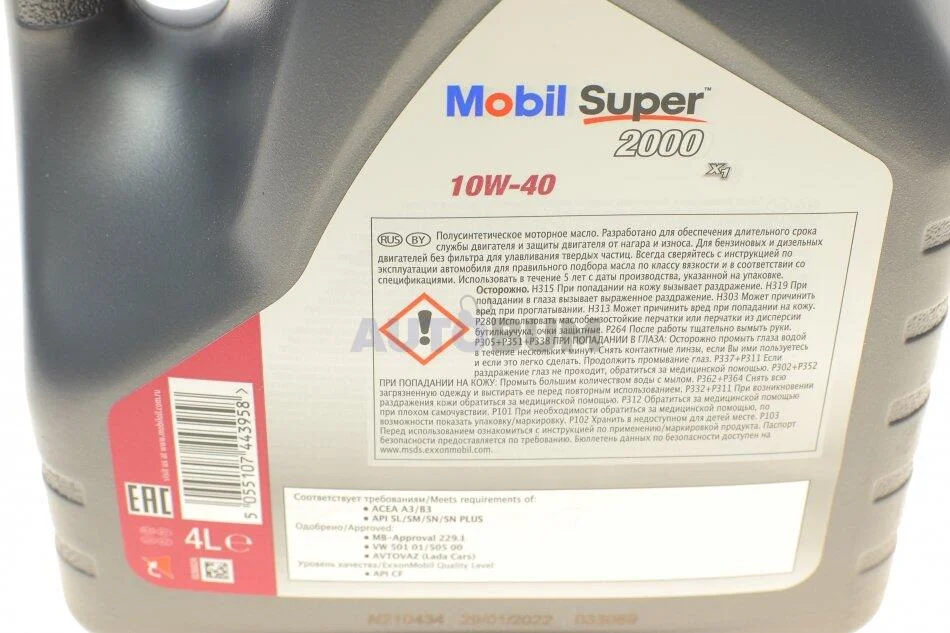 Mobil Super™
2000
X1
10W-40
RUS BY Полусинтетическое моторное масло. Разработано для обеспечения длительного срока
службы двигателя и защиты двигателя от нагара и износа. Для бензиновых и дизельных
двигателей без фильтра для улавливания твердых частиц. Всегда сверяйтесь с инструкцией по
эксплуатации автомобиля для правильного подбора масла по классу вязкости и в соответствии со
спецификациями. Использовать в течение 5 лет с даты производства, указанной на упаковке.
Осторожно. H315 При попадании на кожу вызывает раздражение. H319 При
попадании в глаза вызывает выраженное раздражение. H303 Может причинить
вред при проглатывании. H313 Может причинить вред при попадании на кожу.
P280 Использовать маслобензостойкие перчатки или перчатки из дисперсии
бутилкаучука. P264 После работы тщательно вымыть руки.
P305+P351+P338 ПРИ ПОПАДАНИИ В ГЛАЗА: Осторожно промыть глаза водой
в течение нескольких минут. Снять контактные линзы, если Вы ими пользуетесь
и если это легко сделать. Продолжить промывание глаз. P337+P311 Если
раздражение глаз не проходит, обратиться за медицинской помощью. P302+P352
ПРИ ПОПАДАНИИ НА КОЖУ: Промыть большим количеством воды с мылом. P362+P364 Снять всю
загрязненную одежду и выстирать ее перед повторным использованием. P332+P311 При возникновении
раздражения кожи обратиться за медицинской помощью. P312 Обратиться за медицинской помощью
при плохом самочувствии. P101 При необходимости обратиться за медицинской помощью, по
возможности показать упаковку/маркировку. P102 Хранить в недоступном для детей месте. P103
Перед использованием ознакомиться с инструкцией по применению/маркировкой продукта. Паспорт
безопасности предоставляется по требованию. Бюллетень данных по безопасности доступен на
www.msds.exxonmobil.com.
AUTOBUM
visit us at www.mobiloil.com.ru
5 055107 443958 >
EAC
4L e
Соответствует требованиям/Meets requirements of:
• ACEA A3/B3
• API SL/SM/SN/SN PLUS
Одобрено/Approved:
• MB-Approval 229.1
• VW 501 01/505 00
• AVTOVAZ (Lada Cars)
Уровень качества/ExxonMobil Quality Level
• API CF
N210434 29/01/2022 033089